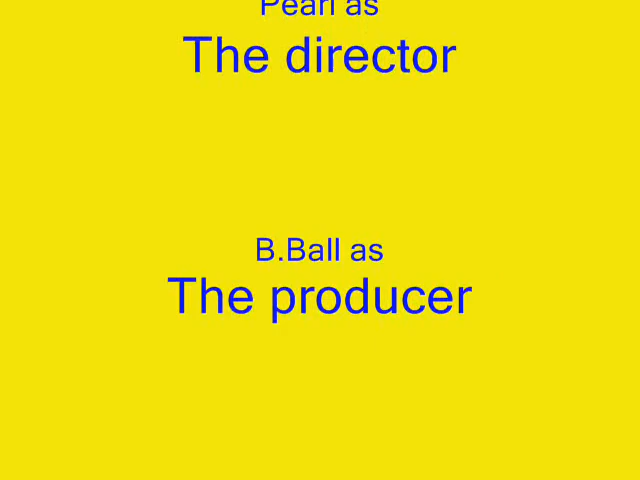 Pearl as
The director
B.Ball as
The producer